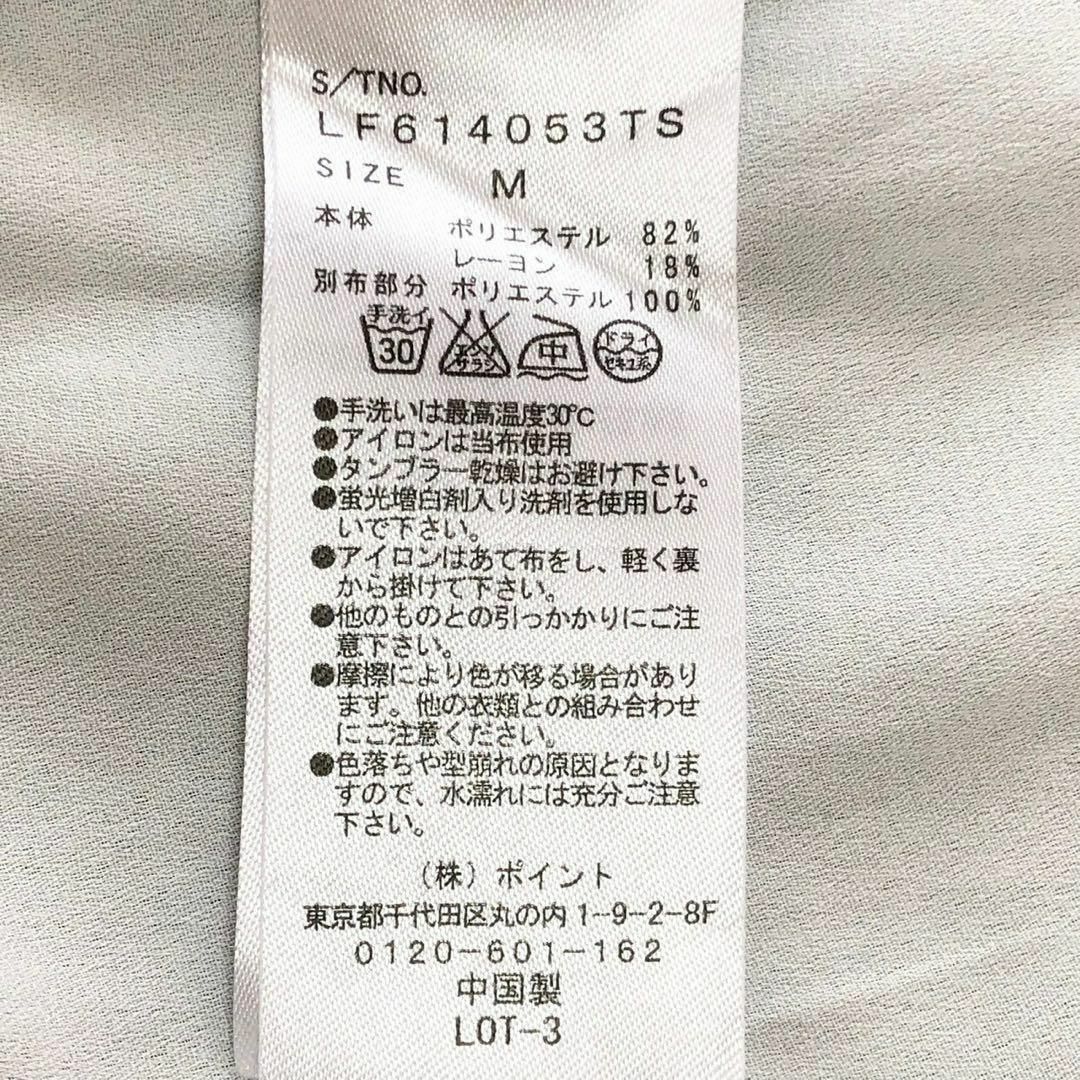 S/TNO.
LF614053TS
SIZE M
本体 ポリエステル 82%
レーヨン 18%
別布部分 ポリエステル 100%
手洗イ 30 エンソサラシ 中 ドライ セキユ系
●手洗いは最高温度30℃
●アイロンは当布使用
●タンブラー乾燥はお避け下さい。
●蛍光増白剤入り洗剤を使用しな
いで下さい。
●アイロンはあて布をし、軽く裏
から掛けて下さい。
●他のものとの引っかかりにご注
意下さい。
●摩擦により色が移る場合があり
ます。他の衣類との組み合わせ
にご注意ください。
●色落ちや型崩れの原因となりま
すので、水濡れには充分ご注意
下さい。
(株)ポイント
東京都千代田区丸の内1-9-2-8F
0120-601-162
中国製
LOT-3